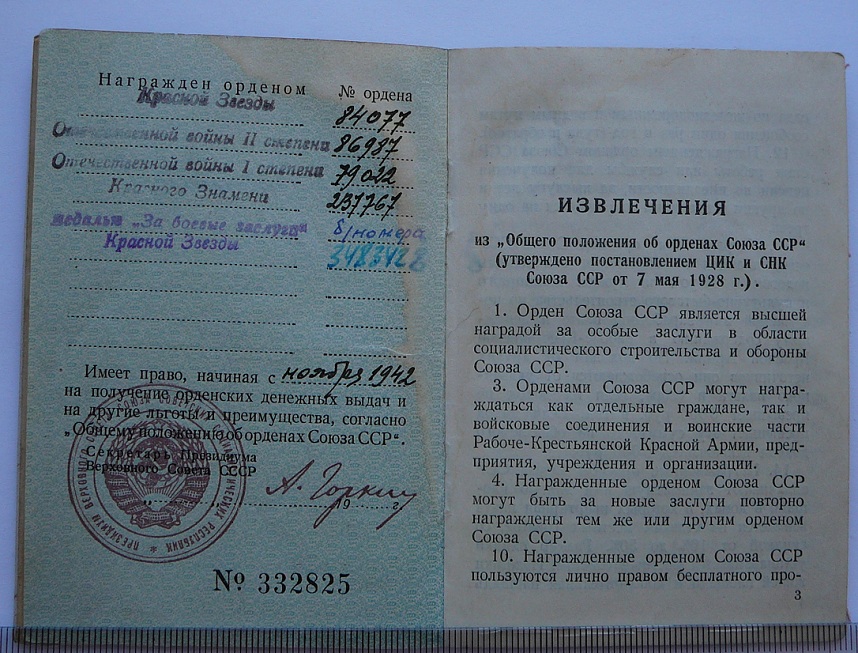 Награжден орденом № ордена
Красной Звезды 84077
Отечественной войны II степени 86987
Отечественной войны I степени 79022
Красного Знамени 237767
медалью „За боевые заслуги“ б/номера
Красной Звезды 3483428
Имеет право, начиная с ноября 1942
на получение орденских денежных выдач и
на другие льготы и преимущества, согласно
„Общему положению об орденах Союза ССР“.
Секретарь Президиума
Верховного Совета СССР
А. Горкин
19 г.
№ 332825
ИЗВЛЕЧЕНИЯ
из „Общего положения об орденах Союза ССР“
(утверждено постановлением ЦИК и СНК
Союза ССР от 7 мая 1928 г.).
1. Орден Союза ССР является высшей
наградой за особые заслуги в области
социалистического строительства и обороны
Союза ССР.
3. Орденами Союза ССР могут награ-
ждаться как отдельные граждане, так и
войсковые соединения и воинские части
Рабоче-Крестьянской Красной Армии, пред-
приятия, учреждения и организации.
4. Награжденные орденом Союза ССР
могут быть за новые заслуги повторно
награждены тем же или другим орденом
Союза ССР.
10. Награжденные орденом Союза ССР
пользуются лично правом бесплатного про-
3